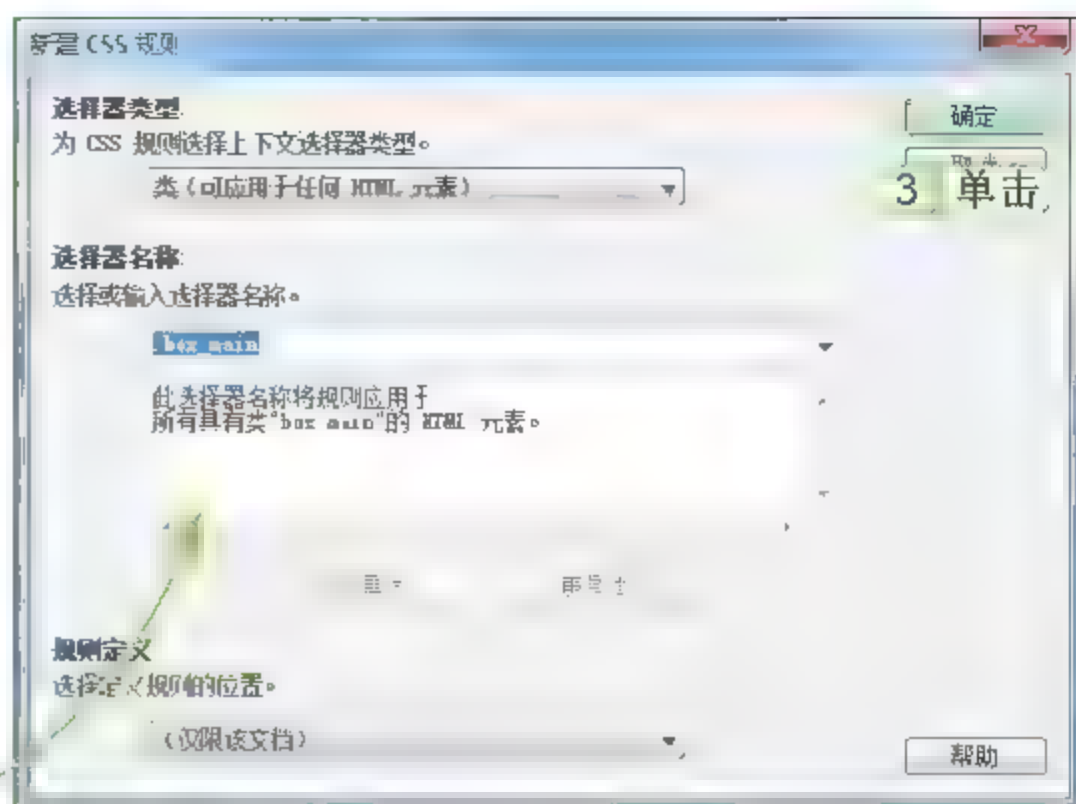 新建 CSS 规则
选择器类型:
为 CSS 规则选择上下文选择器类型。
类（可应用于任何 HTML 元素）
确定
3 单击
选择器名称:
选择或输入选择器名称。
.box_main
此选择器名称将规则应用于
所有具有类“box_main”的 HTML 元素。
规则定义
选择定义规则的位置。
（仅限该文档）
帮助